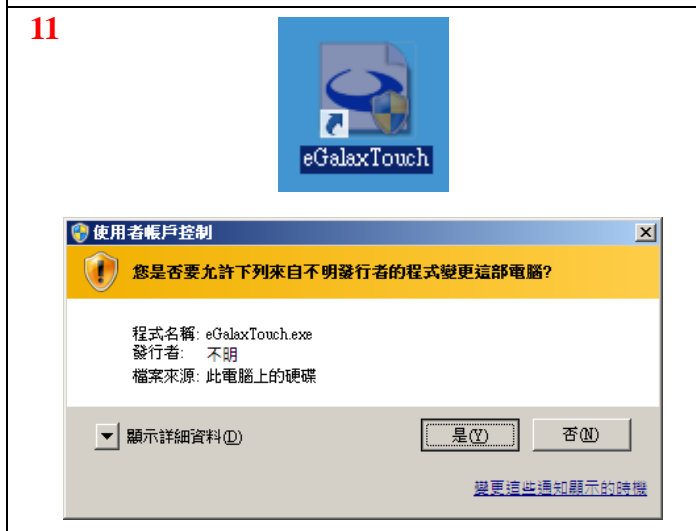 11
eGalaxTouch
使用者帳戶控制
您是否要允許下列來自不明發行者的程式變更這部電腦?
程式名稱: eGalaxTouch.exe
發行者: 不明
檔案來源: 此電腦上的硬碟
顯示詳細資料(D)
是(Y)
否(N)
變更這些通知顯示的時機